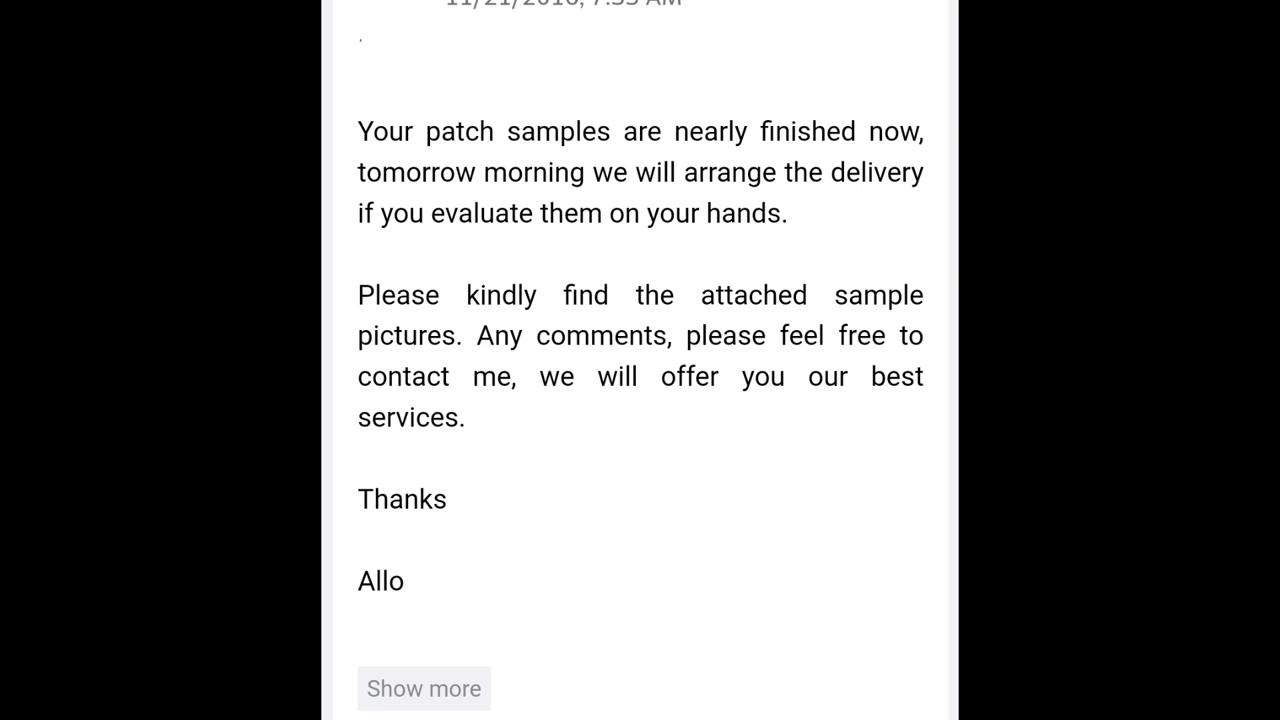 Your patch samples are nearly finished now,
tomorrow morning we will arrange the delivery
if you evaluate them on your hands.
Please kindly find the attached sample
pictures. Any comments, please feel free to
contact me, we will offer you our best
services.
Thanks
Allo
Show more